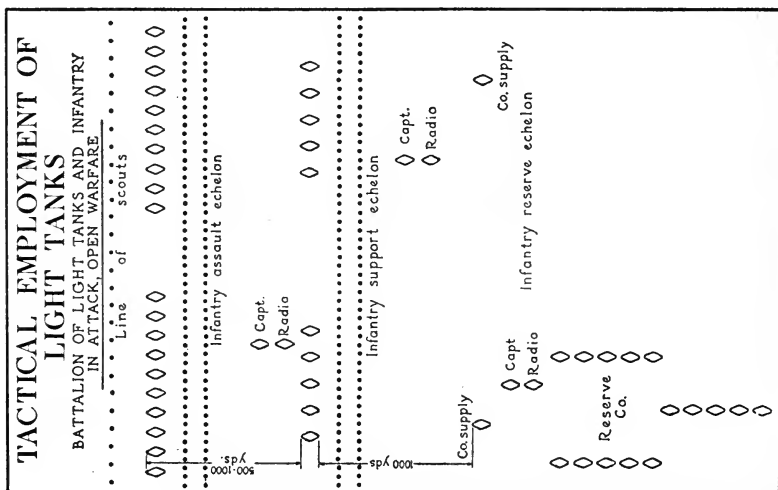 TACTICAL EMPLOYMENT OF
LIGHT TANKS
BATTALION OF LIGHT TANKS AND INFANTRY
IN ATTACK, OPEN WARFARE
Line of scouts
Infantry assault echelon
Capt.
Radio
500-1000
yds.
Infantry support echelon
Capt.
Radio
1000 yds
Co. supply
Co. supply
Infantry reserve echelon
Capt
Radio
Reserve
Co.